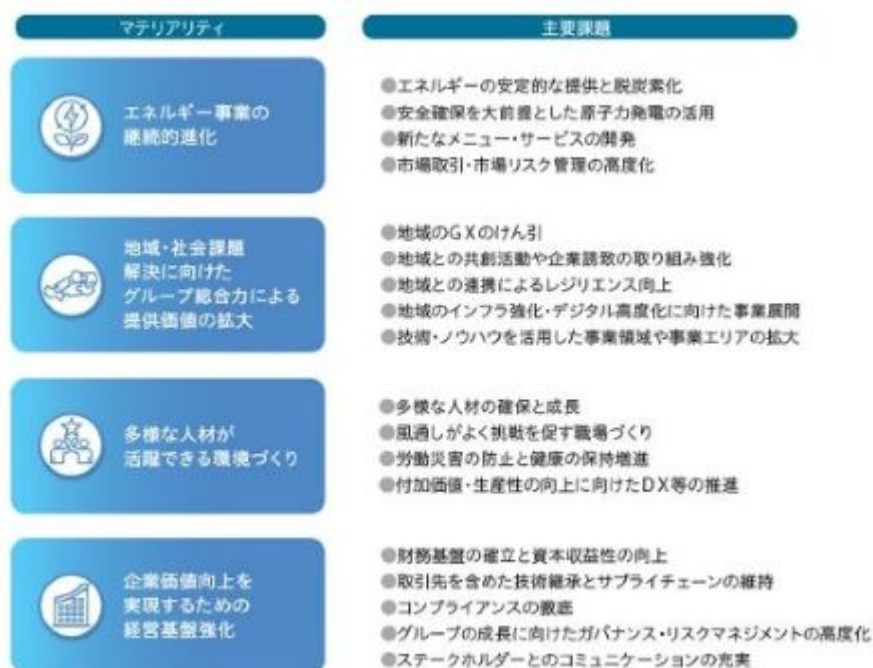 マテリアリティ
主要課題
エネルギー事業の
継続的進化
●エネルギーの安定的な提供と脱炭素化
●安全確保を大前提とした原子力発電の活用
●新たなメニュー・サービスの開発
●市場取引・市場リスク管理の高度化
地域・社会課題
解決に向けた
グループ総合力による
提供価値の拡大
●地域のGXのけん引
●地域との共創活動や企業誘致の取り組み強化
●地域との連携によるレジリエンス向上
●地域のインフラ強化・デジタル高度化に向けた事業展開
●技術・ノウハウを活用した事業領域や事業エリアの拡大
多様な人材が
活躍できる環境づくり
●多様な人材の確保と成長
●風通しがよく挑戦を促す職場づくり
●労働災害の防止と健康の保持増進
●付加価値・生産性の向上に向けたDX等の推進
企業価値向上を
実現するための
経営基盤強化
●財務基盤の確立と資本収益性の向上
●取引先を含めた技術継承とサプライチェーンの維持
●コンプライアンスの徹底
●グループの成長に向けたガバナンス・リスクマネジメントの高度化
●ステークホルダーとのコミュニケーションの充実